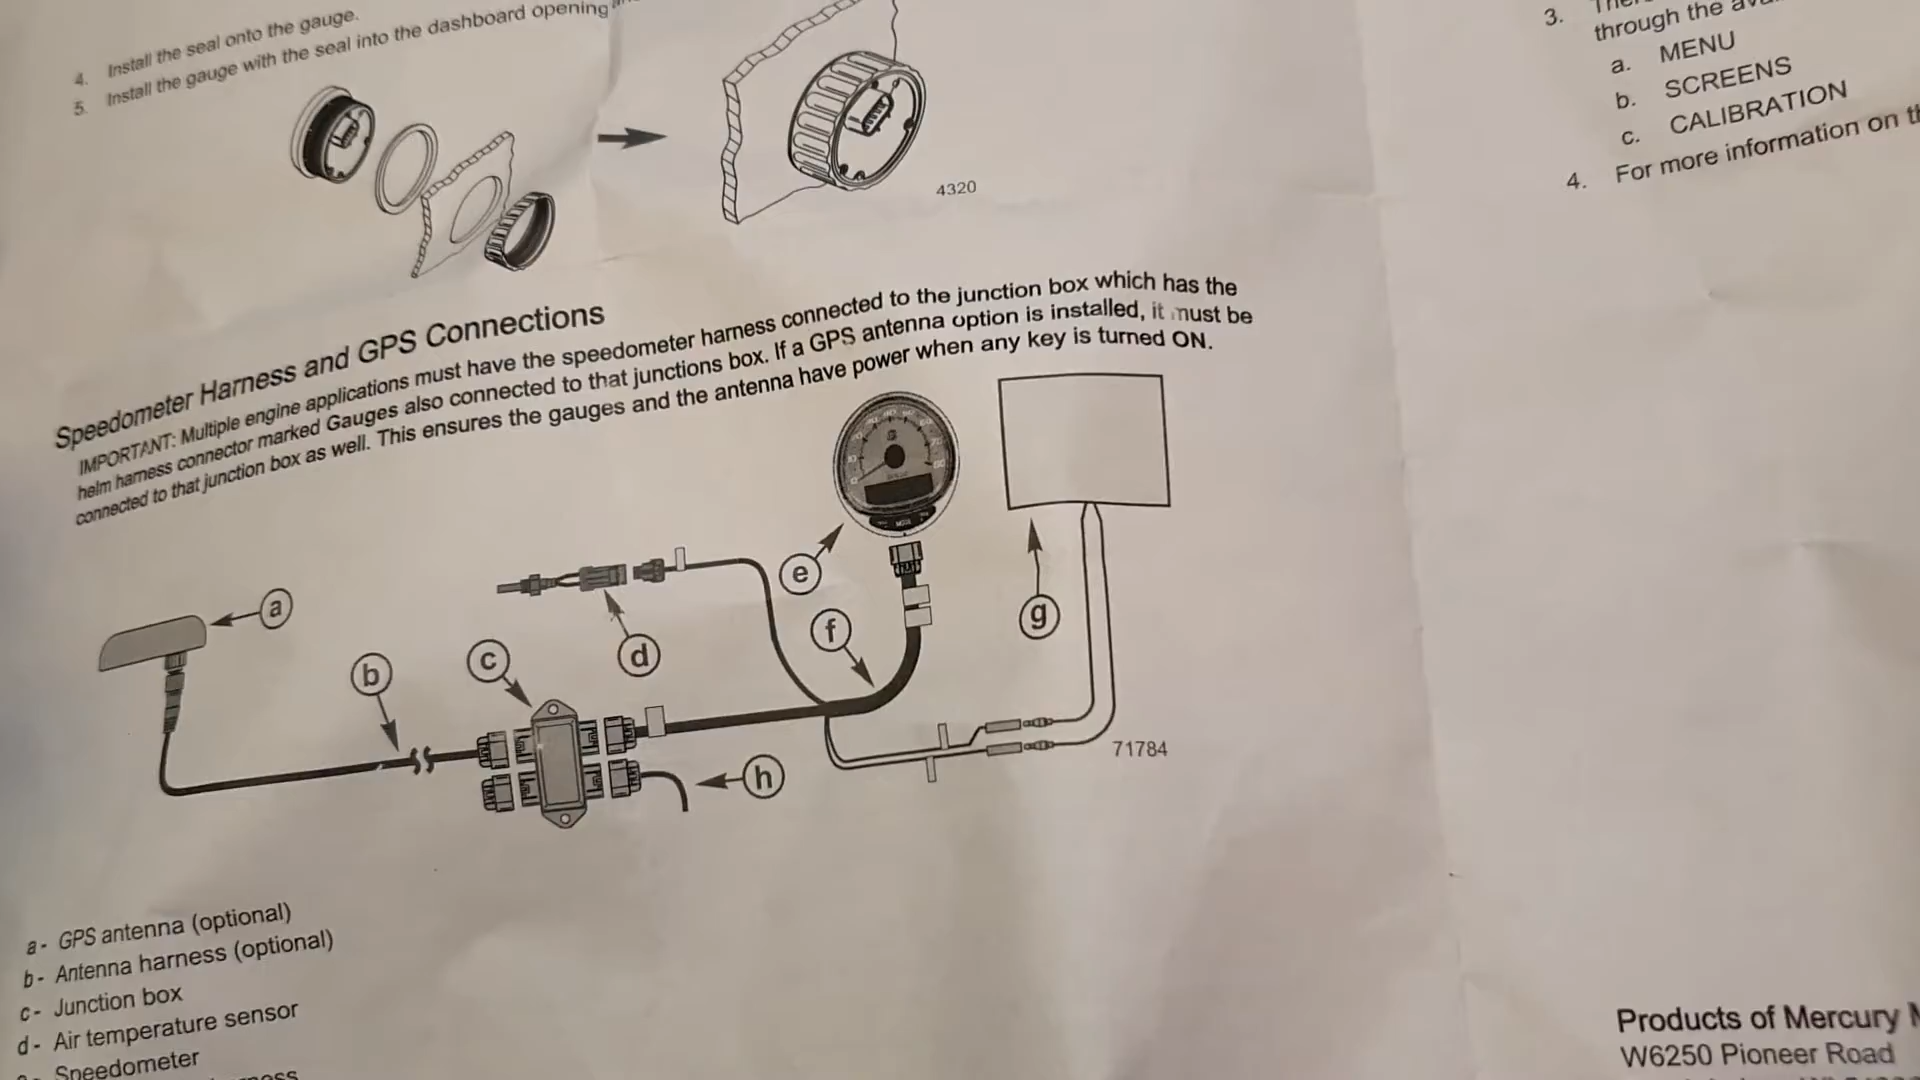 4. Install the seal onto the gauge.
5. Install the gauge with the seal into the dashboard opening
4320
Speedometer Harness and GPS Connections
IMPORTANT: Multiple engine applications must have the speedometer harness connected to the junction box which has the
helm harness connector marked Gauges also connected to that junctions box. If a GPS antenna option is installed, it must be
connected to that junction box as well. This ensures the gauges and the antenna have power when any key is turned ON.
a
b
c
d
e
f
g
h
71784
a - GPS antenna (optional)
b - Antenna harness (optional)
c - Junction box
d - Air temperature sensor
Speedometer
3.
through the
a. MENU
b. SCREENS
c. CALIBRATION
4. For more information on
Products of Mercury
W6250 Pioneer Road